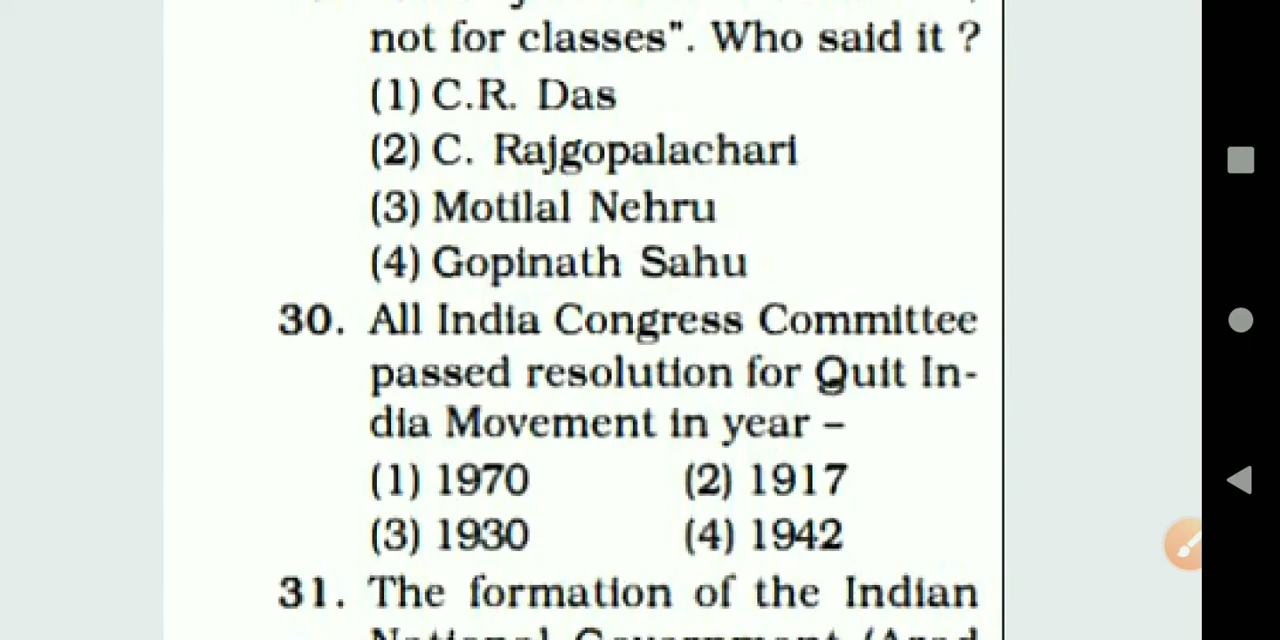 not for classes". Who said it ?
(1) C.R. Das
(2) C. Rajgopalachari
(3) Motilal Nehru
(4) Gopinath Sahu
30. All India Congress Committee
passed resolution for Quit In-
dia Movement in year –
(1) 1970 (2) 1917
(3) 1930 (4) 1942
31. The formation of the Indian